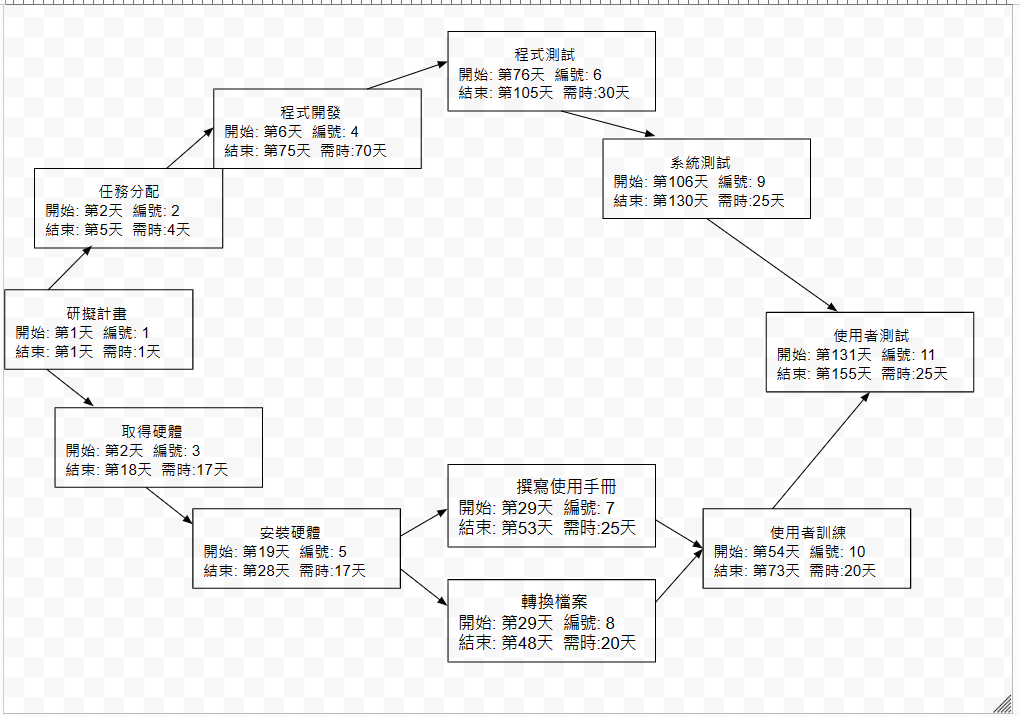 程式測試
開始: 第76天 編號: 6
結束: 第105天 需時:30天
程式開發
開始: 第6天 編號: 4
結束: 第75天 需時:70天
系統測試
開始: 第106天 編號: 9
結束: 第130天 需時:25天
任務分配
開始: 第2天 編號: 2
結束: 第5天 需時:4天
研擬計畫
開始: 第1天 編號: 1
結束: 第1天 需時:1天
使用者測試
開始: 第131天 編號: 11
結束: 第155天 需時:25天
取得硬體
開始: 第2天 編號: 3
結束: 第18天 需時:17天
撰寫使用手冊
開始: 第29天 編號: 7
結束: 第53天 需時:25天
安裝硬體
開始: 第19天 編號: 5
結束: 第28天 需時:17天
使用者訓練
開始: 第54天 編號: 10
結束: 第73天 需時:20天
轉換檔案
開始: 第29天 編號: 8
結束: 第48天 需時:20天